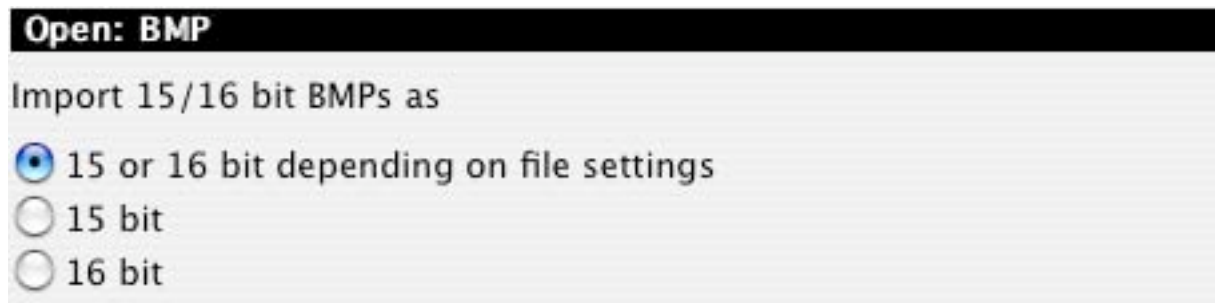 Open: BMP
Import 15/16 bit BMPs as
15 or 16 bit depending on file settings
15 bit
16 bit